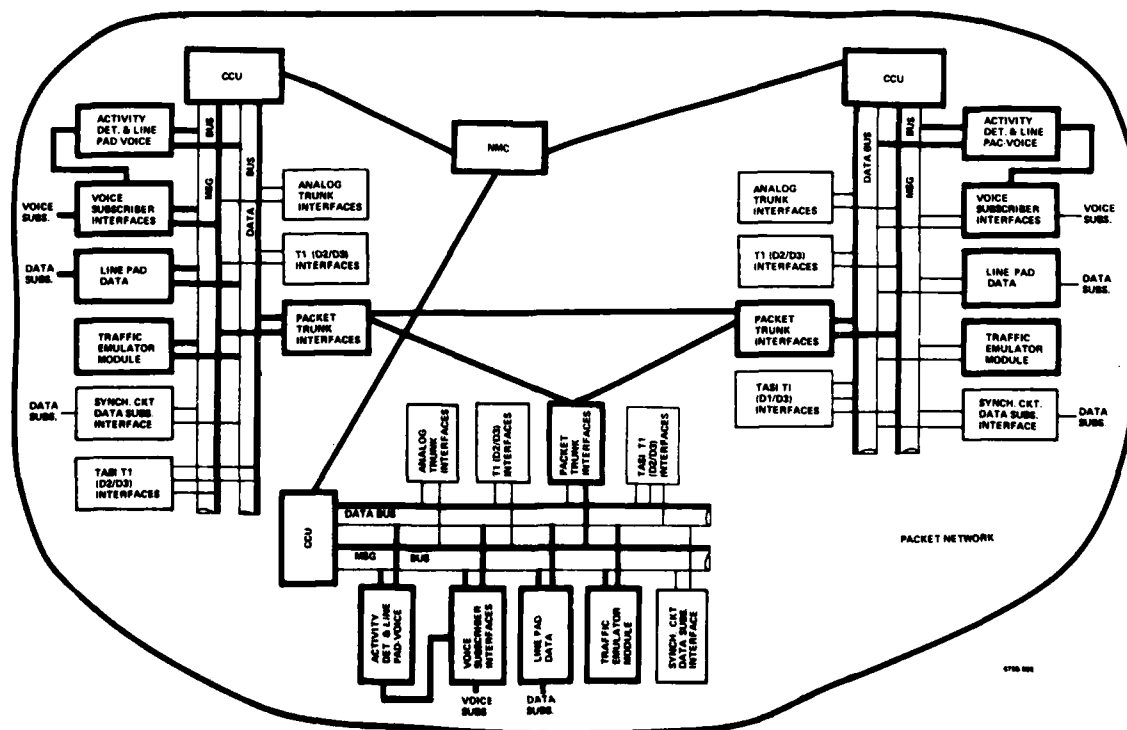 CCU
ACTIVITY
DET. & LINE
PAD VOICE
VOICE
SUBSCRIBER
INTERFACES
VOICE
SUBS.
LINE PAD
DATA
DATA
SUBS.
TRAFFIC
EMULATOR
MODULE
SYNCH. CKT
DATA SUBS.
INTERFACE
DATA
SUBS.
TASI T1
(D2/D3)
INTERFACES
MSG BUS
DATA BUS
ANALOG
TRUNK
INTERFACES
T1 (D2/D3)
INTERFACES
PACKET
TRUNK
INTERFACES
NMC
CCU
DATA BUS
MSG BUS
ANALOG
TRUNK
INTERFACES
T1 (D2/D3)
INTERFACES
PACKET
TRUNK
INTERFACES
TASI T1
(D1/D3)
INTERFACES
ACTIVITY
DET. & LINE
PAC-VOICE
VOICE
SUBSCRIBER
INTERFACES
VOICE
SUBS.
LINE PAD
DATA
DATA
SUBS.
TRAFFIC
EMULATOR
MODULE
SYNCH. CKT.
DATA SUBS.
INTERFACE
DATA
SUBS.
ANALOG
TRUNK
INTERFACES
T1 (D2/D3)
INTERFACES
PACKET
TRUNK
INTERFACES
TASI T1
(D2/D3)
INTERFACES
CCU
DATA BUS
MSG BUS
ACTIVITY
DET & LINE
PAD-VOICE
VOICE
SUBSCRIBER
INTERFACES
LINE PAD
DATA
TRAFFIC
EMULATOR
MODULE
SYNCH CKT
DATA SUBS.
INTERFACE
VOICE
SUBS
DATA
SUBS.
PACKET NETWORK